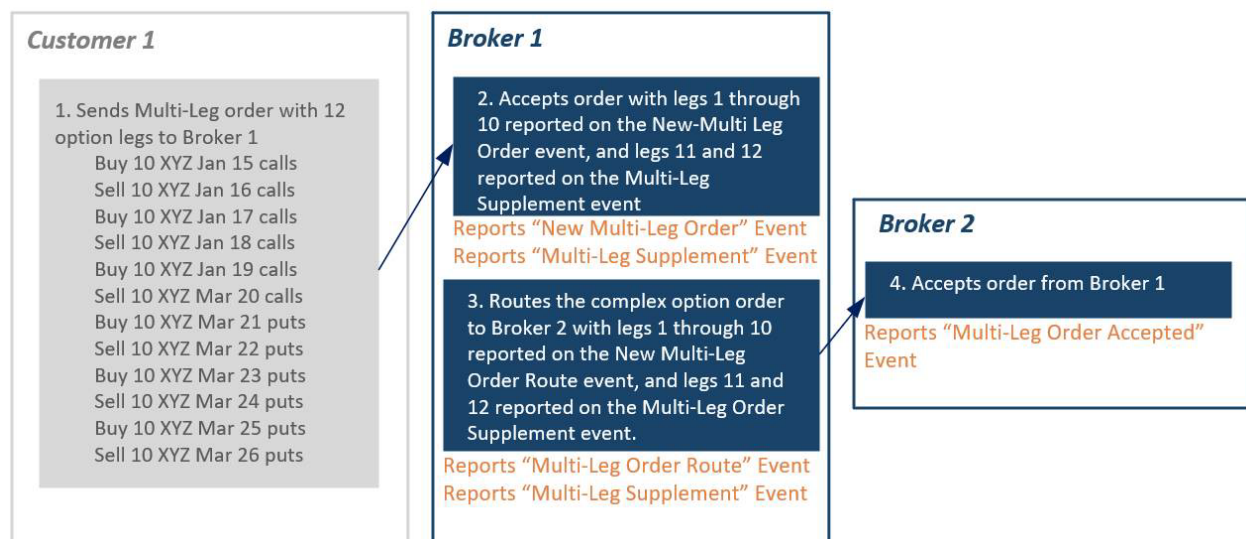 Customer 1
1. Sends Multi-Leg order with 12
option legs to Broker 1
Buy 10 XYZ Jan 15 calls
Sell 10 XYZ Jan 16 calls
Buy 10 XYZ Jan 17 calls
Sell 10 XYZ Jan 18 calls
Buy 10 XYZ Jan 19 calls
Sell 10 XYZ Mar 20 calls
Buy 10 XYZ Mar 21 puts
Sell 10 XYZ Mar 22 puts
Buy 10 XYZ Mar 23 puts
Sell 10 XYZ Mar 24 puts
Buy 10 XYZ Mar 25 puts
Sell 10 XYZ Mar 26 puts
Broker 1
2. Accepts order with legs 1 through
10 reported on the New-Multi Leg
Order event, and legs 11 and 12
reported on the Multi-Leg
Supplement event
Reports “New Multi-Leg Order” Event
Reports “Multi-Leg Supplement” Event
3. Routes the complex option order
to Broker 2 with legs 1 through 10
reported on the New Multi-Leg
Order Route event, and legs 11 and
12 reported on the Multi-Leg Order
Supplement event.
Reports “Multi-Leg Order Route” Event
Reports “Multi-Leg Supplement” Event
Broker 2
4. Accepts order from Broker 1
Reports “Multi-Leg Order Accepted”
Event